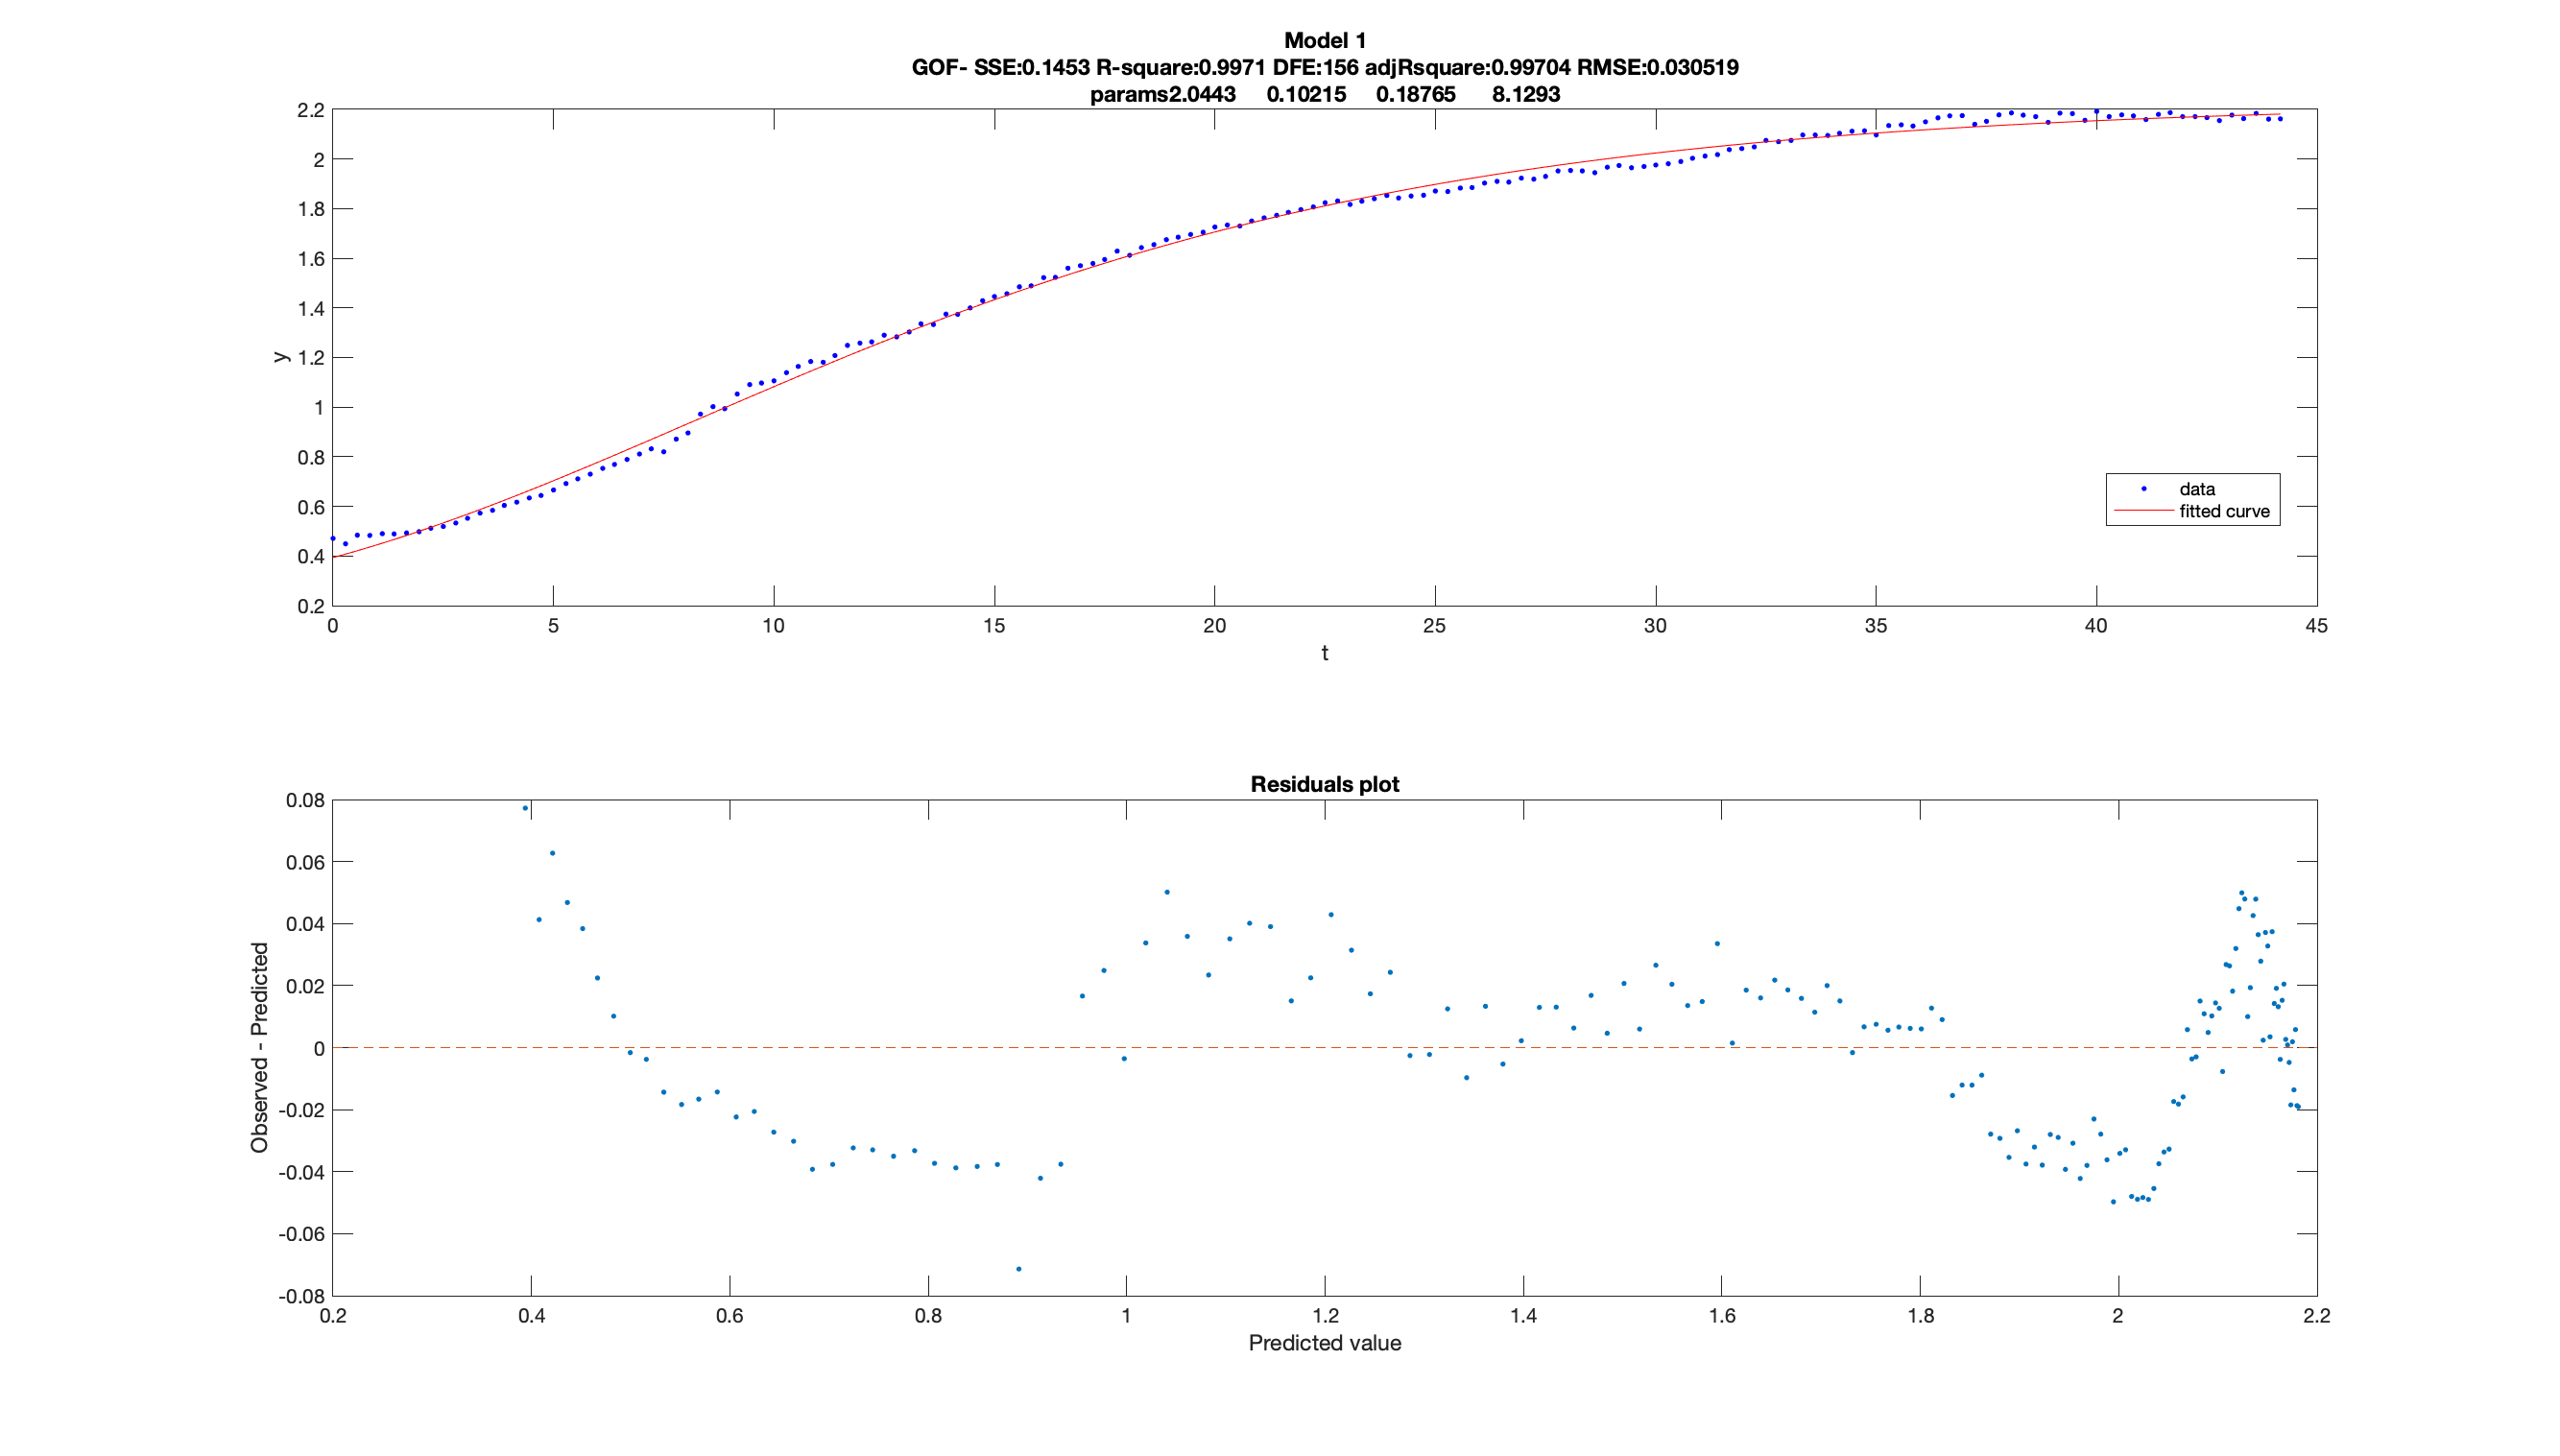 Model 1
GOF- SSE:0.1453 R-square:0.9971 DFE:156 adjRsquare:0.99704 RMSE:0.030519
params2.0443 0.10215 0.18765 8.1293
2.2
2
1.8
1.6
1.4
1.2
1
0.8
0.6
0.4
0.2
y
data
fitted curve
0 5 10 15 20 25 30 35 40 45
t
Residuals plot
0.08
0.06
0.04
0.02
0
-0.02
-0.04
-0.06
-0.08
Observed - Predicted
0.2 0.4 0.6 0.8 1 1.2 1.4 1.6 1.8 2 2.2
Predicted value